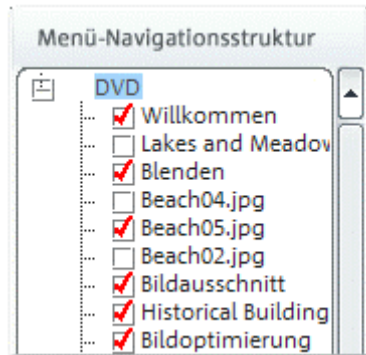 Menü-Navigationsstruktur
DVD
Willkommen
Lakes and Meadov
Blenden
Beach04.jpg
Beach05.jpg
Beach02.jpg
Bildausschnitt
Historical Building
Bildoptimierung